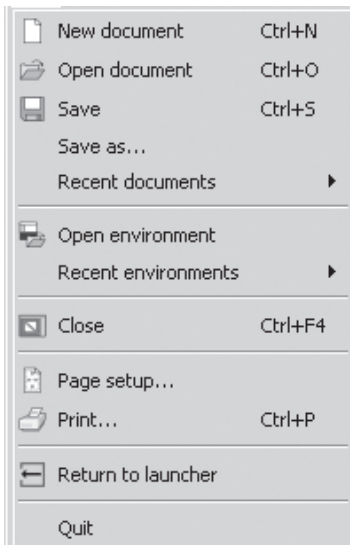 New document Ctrl+N
Open document Ctrl+O
Save Ctrl+S
Save as...
Recent documents
Open environment
Recent environments
Close Ctrl+F4
Page setup...
Print... Ctrl+P
Return to launcher
Quit